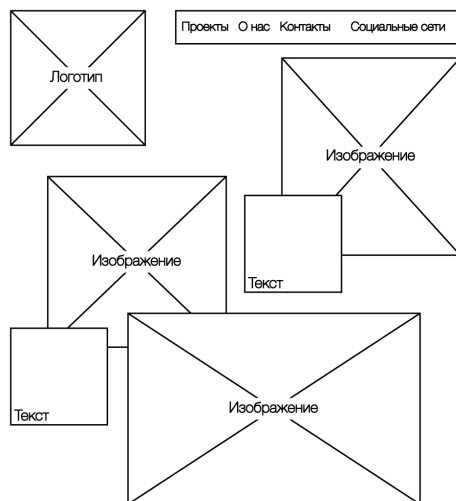 Проекты О нас Контакты Социальные сети
Логотип
Изображение
Изображение
Текст
Текст
Изображение